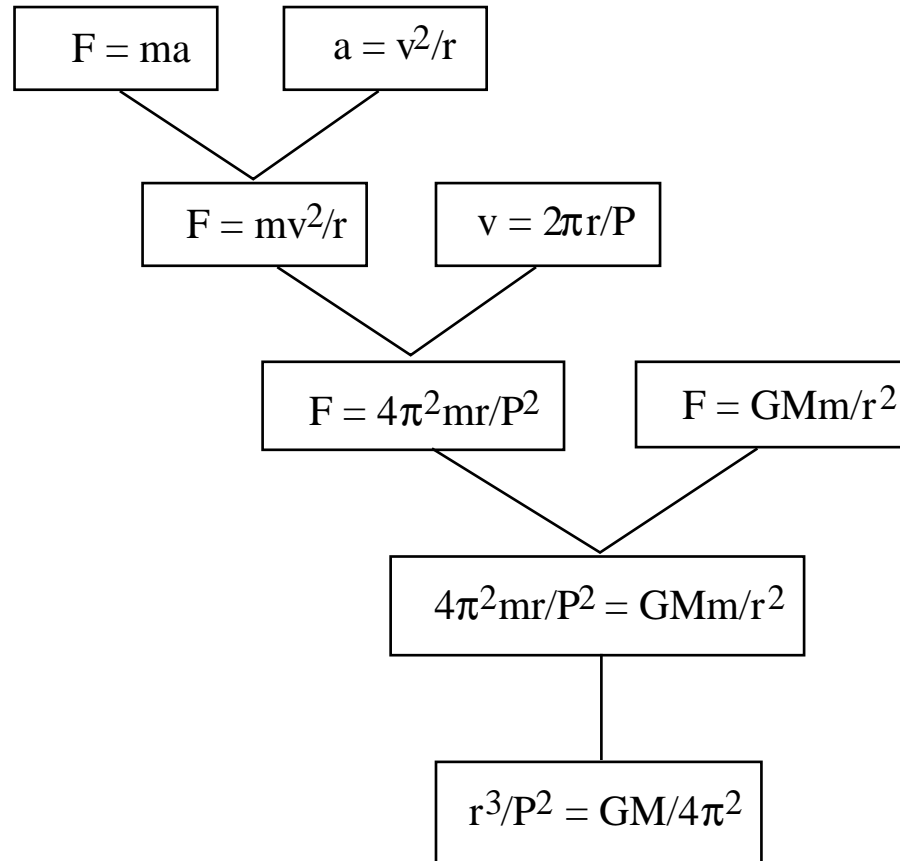 F = ma
a = v²/r
F = mv²/r
v = 2πr/P
F = 4π²mr/P²
F = GMm/r²
4π²mr/P² = GMm/r²
r³/P² = GM/4π²